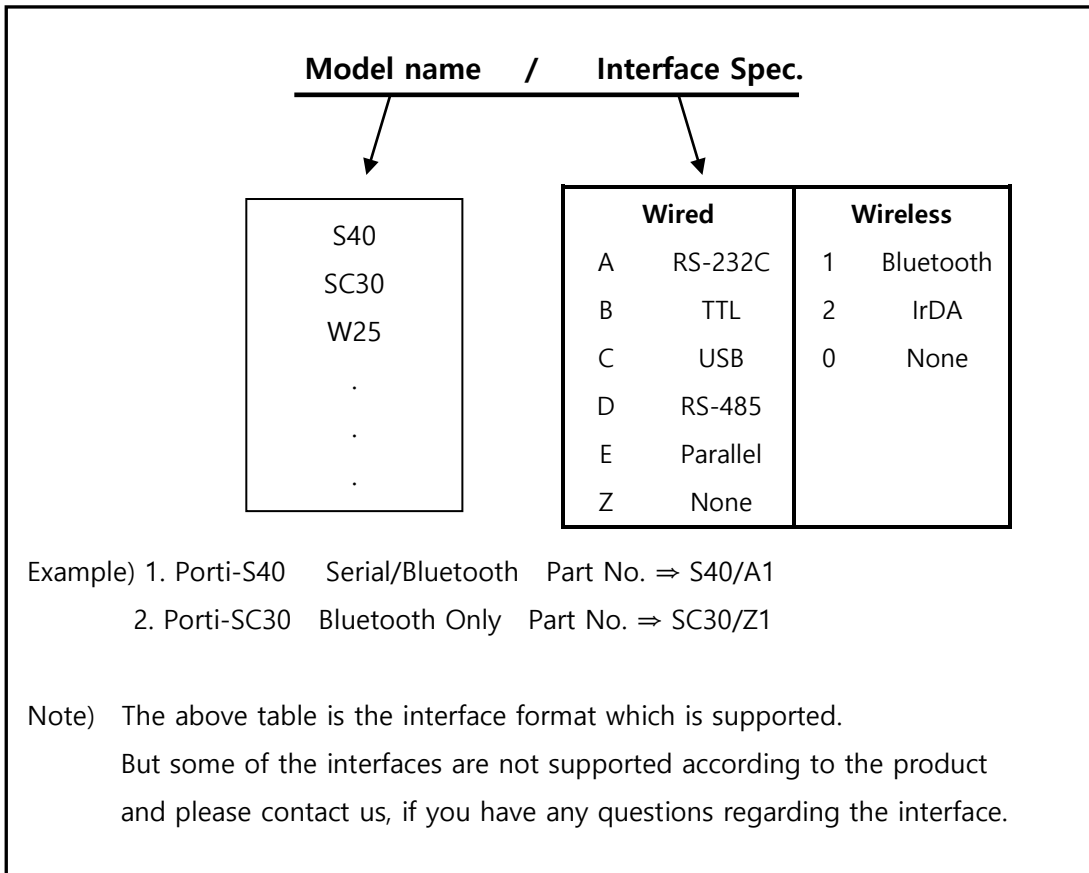 Model name / Interface Spec.
S40
SC30
W25
.
.
.
Wired Wireless
A RS-232C 1 Bluetooth
B TTL 2 IrDA
C USB 0 None
D RS-485
E Parallel
Z None
Example) 1. Porti-S40 Serial/Bluetooth Part No. ⇒ S40/A1
2. Porti-SC30 Bluetooth Only Part No. ⇒ SC30/Z1
Note) The above table is the interface format which is supported.
But some of the interfaces are not supported according to the product
and please contact us, if you have any questions regarding the interface.